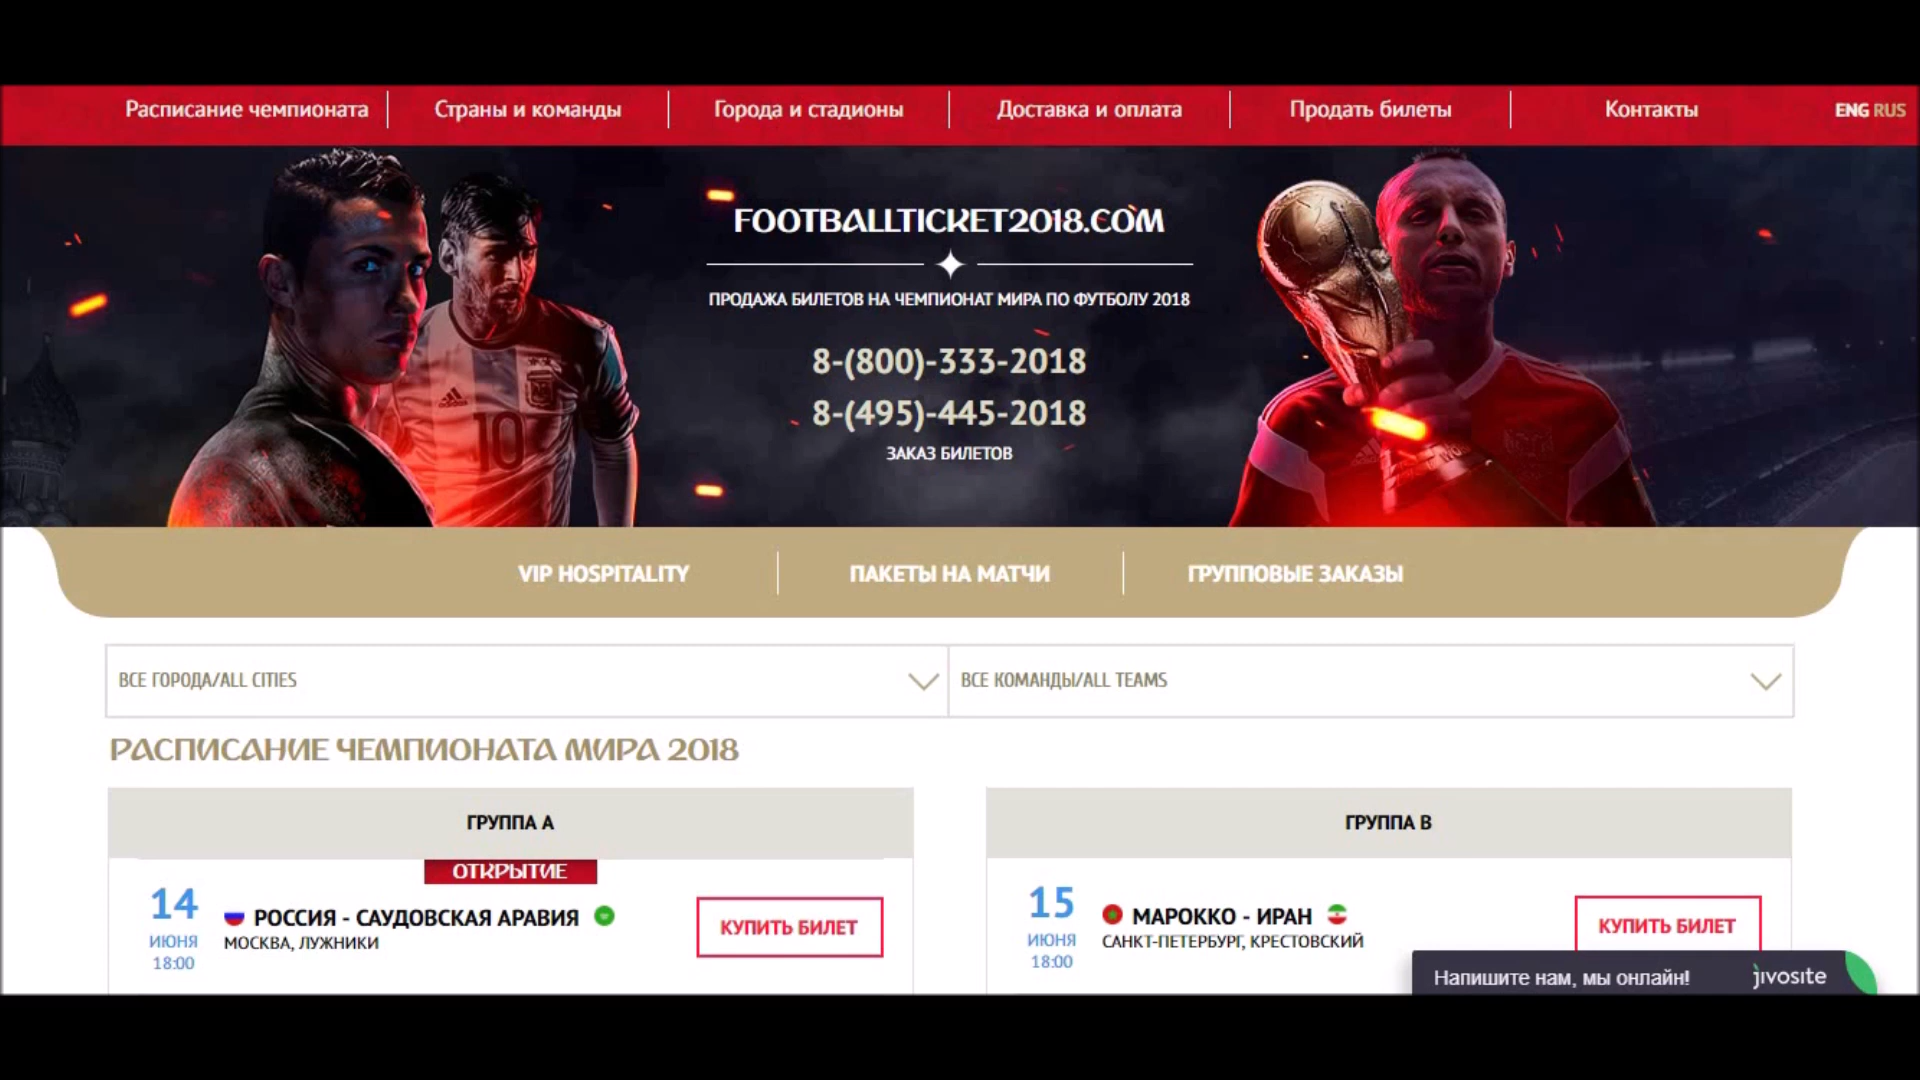 Расписание чемпионата
Страны и команды
Города и стадионы
Доставка и оплата
Продать билеты
Контакты
ENG RUS
FOOTBALLTICKET2018.COM
ПРОДАЖА БИЛЕТОВ НА ЧЕМПИОНАТ МИРА ПО ФУТБОЛУ 2018
8-(800)-333-2018
8-(495)-445-2018
ЗАКАЗ БИЛЕТОВ
10
VIP HOSPITALITY
ПАКЕТЫ НА МАТЧИ
ГРУППОВЫЕ ЗАКАЗЫ
ВСЕ ГОРОДА/ALL CITIES
ВСЕ КОМАНДЫ/ALL TEAMS
РАСПИСАНИЕ ЧЕМПИОНАТА МИРА 2018
ГРУППА A
ОТКРЫТИЕ
14
ИЮНЯ
18:00
РОССИЯ - САУДОВСКАЯ АРАВИЯ
МОСКВА, ЛУЖНИКИ
КУПИТЬ БИЛЕТ
ГРУППА B
15
ИЮНЯ
18:00
МАРОККО - ИРАН
САНКТ-ПЕТЕРБУРГ, КРЕСТОВСКИЙ
КУПИТЬ БИЛЕТ
Напишите нам, мы онлайн!
jivosite